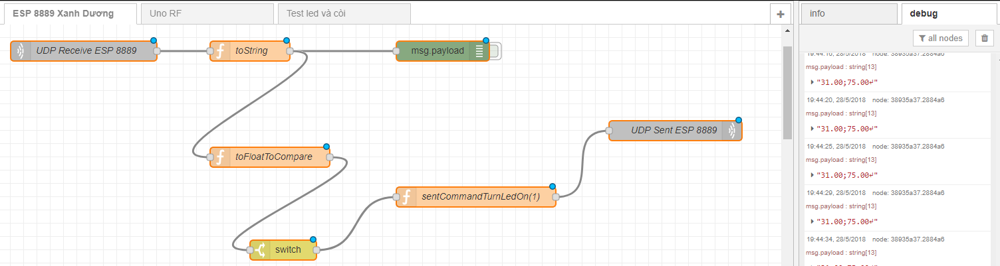 ESP 8889 Xanh Dương
Uno RF
Test led và còi
info
debug
all nodes
UDP Receive ESP 8889
toString
msg.payload
UDP Sent ESP 8889
toFloatToCompare
sentCommandTurnLedOn(1)
switch
19:44:16, 28/5/2018 node: 38935a37.2884a6
msg.payload : string[13]
"31.00;75.00↵"
19:44:20, 28/5/2018 node: 38935a37.2884a6
msg.payload : string[13]
"31.00;75.00↵"
19:44:25, 28/5/2018 node: 38935a37.2884a6
msg.payload : string[13]
"31.00;75.00↵"
19:44:29, 28/5/2018 node: 38935a37.2884a6
msg.payload : string[13]
"31.00;75.00↵"
19:44:34, 28/5/2018 node: 38935a37.2884a6
msg.payload : string[13]
"31.00;75.00↵"